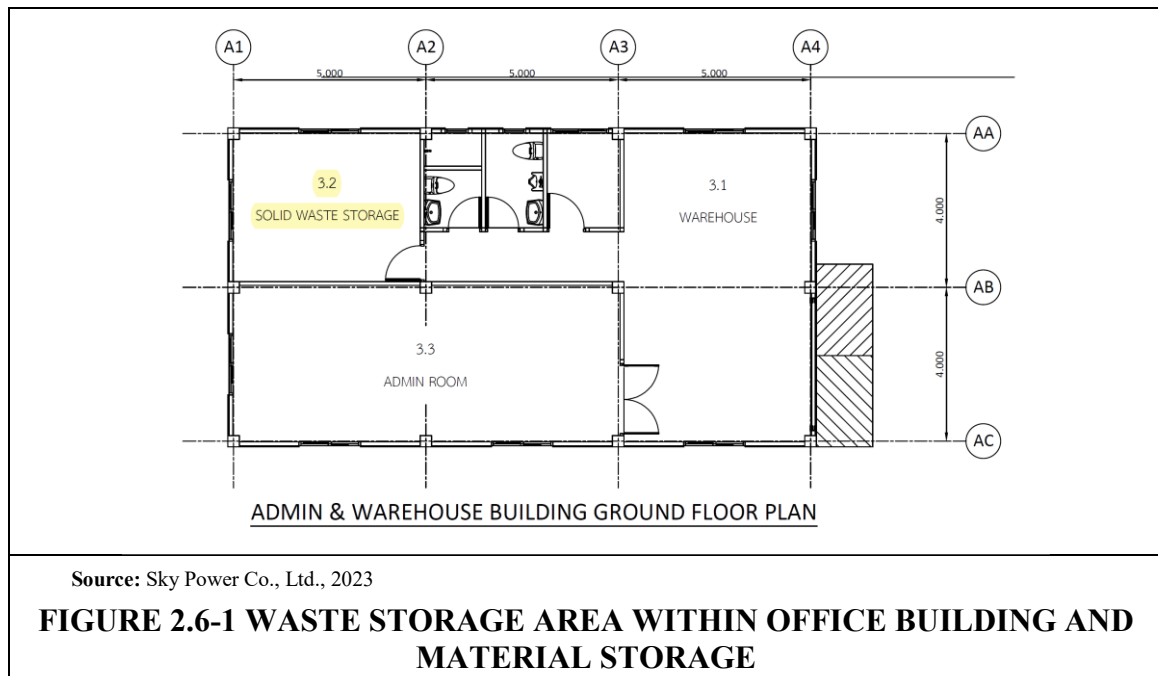 A1 A2 A3 A4
5.000 5.000 5.000
AA
3.2
SOLID WASTE STORAGE
3.1
WAREHOUSE
4.000
AB
3.3
ADMIN ROOM
4.000
AC
ADMIN & WAREHOUSE BUILDING GROUND FLOOR PLAN
Source: Sky Power Co., Ltd., 2023
FIGURE 2.6-1 WASTE STORAGE AREA WITHIN OFFICE BUILDING AND
MATERIAL STORAGE